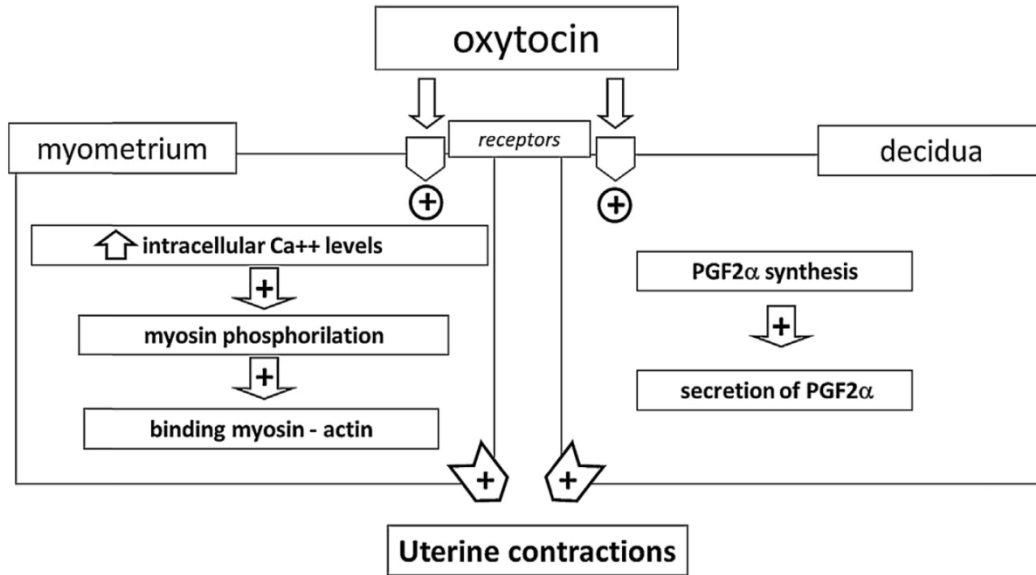 oxytocin
receptors
myometrium
decidua
+
+
intracellular Ca++ levels
+
myosin phosphorilation
+
binding myosin - actin
PGF2α synthesis
+
secretion of PGF2α
+
+
Uterine contractions